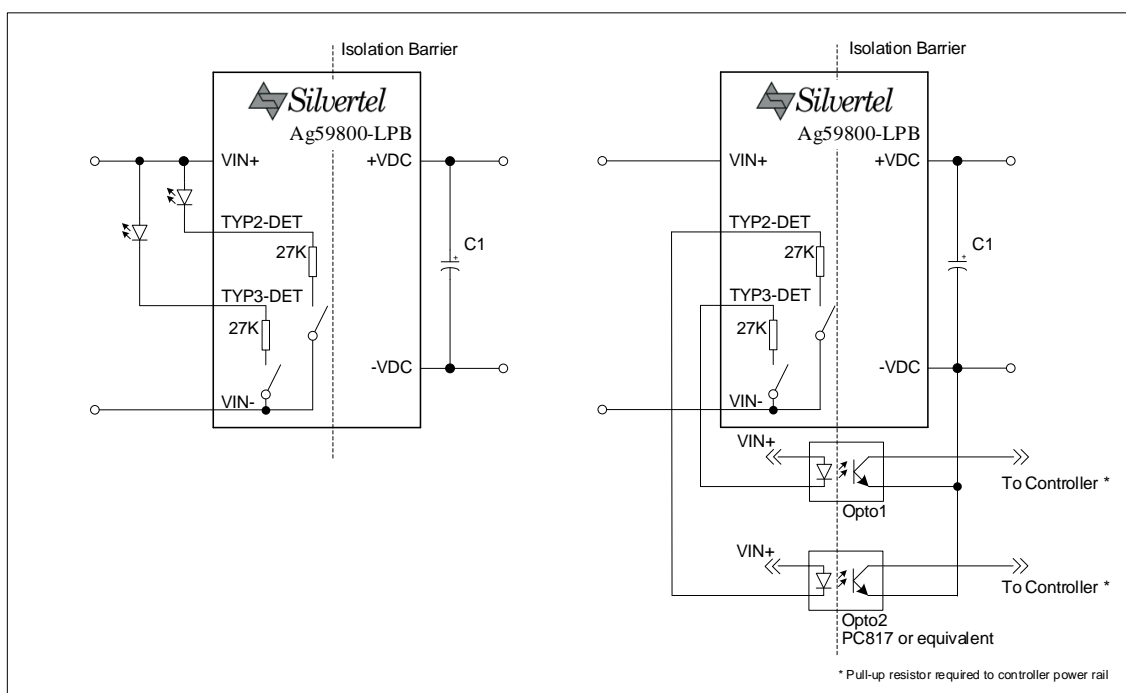 Isolation Barrier
Silvertel
Ag59800-LPB
VIN+
+VDC
TYP2-DET
27K
C1
+
TYP3-DET
27K
-VDC
VIN-
Isolation Barrier
Silvertel
Ag59800-LPB
VIN+
+VDC
TYP2-DET
27K
C1
+
TYP3-DET
27K
-VDC
VIN-
VIN+
To Controller *
Opto1
VIN+
To Controller *
Opto2
PC817 or equivalent
* Pull-up resistor required to controller power rail